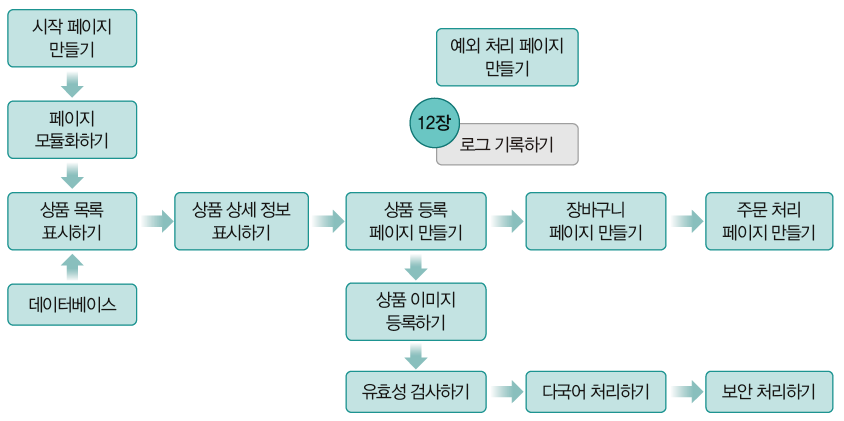 시작 페이지
만들기
예외 처리 페이지
만들기
페이지
모듈화하기
12장
로그 기록하기
상품 목록
표시하기
상품 상세 정보
표시하기
상품 등록
페이지 만들기
장바구니
페이지 만들기
주문 처리
페이지 만들기
데이터베이스
상품 이미지
등록하기
유효성 검사하기
다국어 처리하기
보안 처리하기